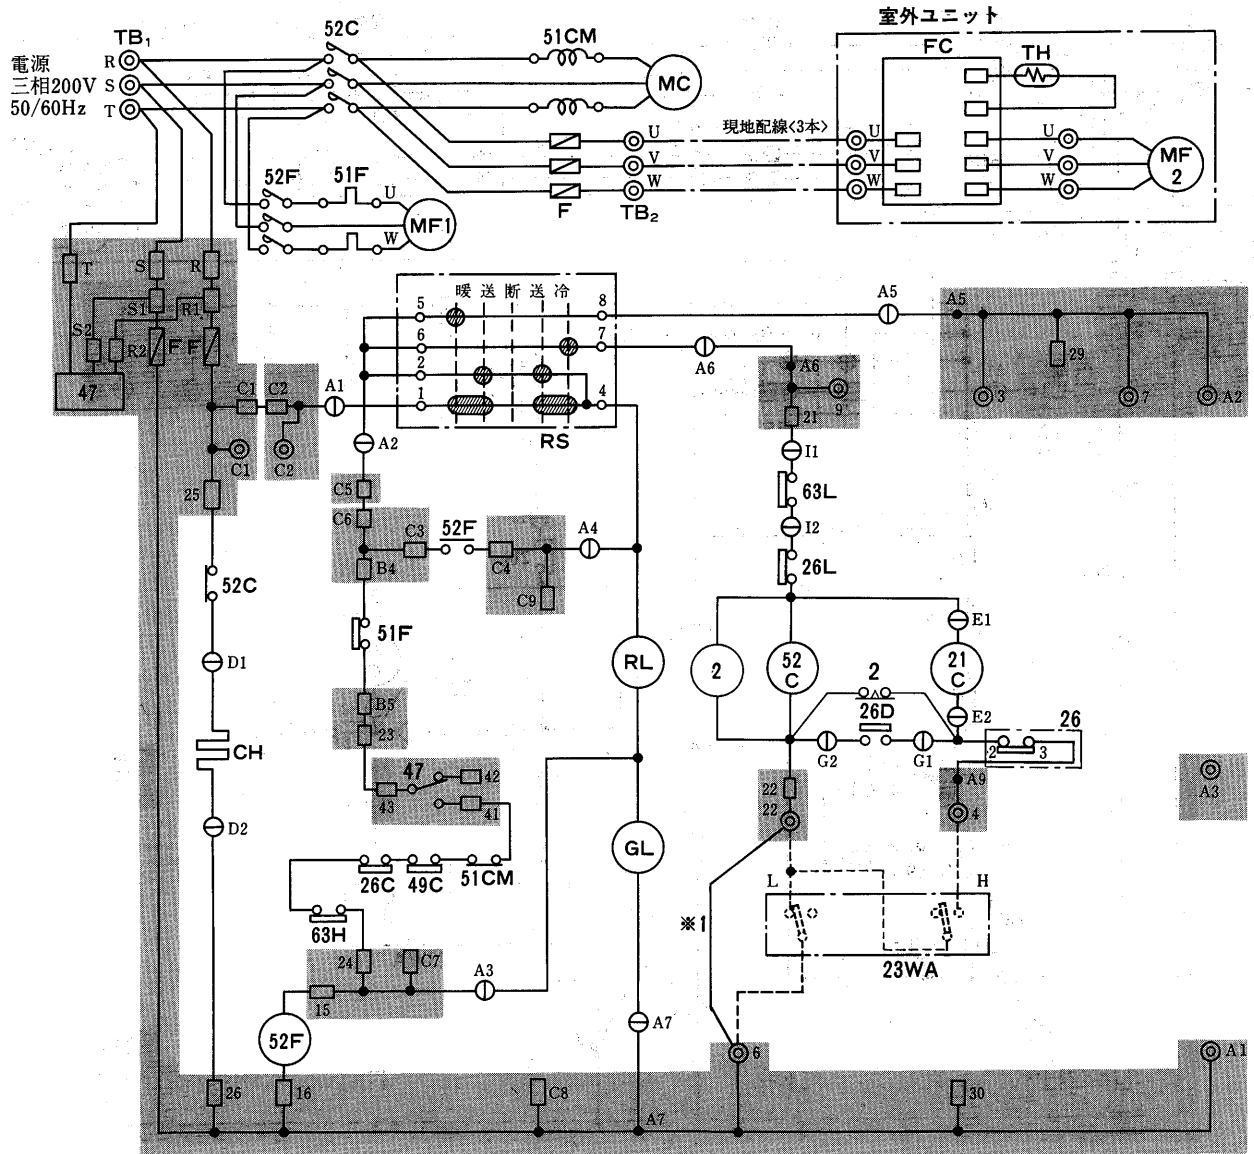 室外ユニット
TB₁
52C
51CM
FC
TH
電源
三相200V
50/60Hz
R
S
T
MC
現地配線<3本>
U
V
W
U
V
W
U
V
W
MF
2
F
TB₂
52F
51F
U
W
MF1
T
S
R
S1
R1
S2
R2
F
F
47
暖 送 断 送 冷
5
8
6
7
2
1
4
RS
A5
A5
A6
A6
29
3
7
A2
9
21
C1
C2
A1
C1
C2
A2
25
C5
C6
C3
52F
C4
A4
B4
C9
I1
63L
I2
26L
52C
51F
D1
RL
2
52
C
21
C
E1
E2
2
26D
G2
G1
26
2
3
B5
23
CH
47
42
43
41
22
22
A9
4
A3
D2
GL
26C
49C
51CM
63H
L
H
※1
23WA
24
C7
A3
15
52F
A7
6
A1
26
16
C8
A7
30